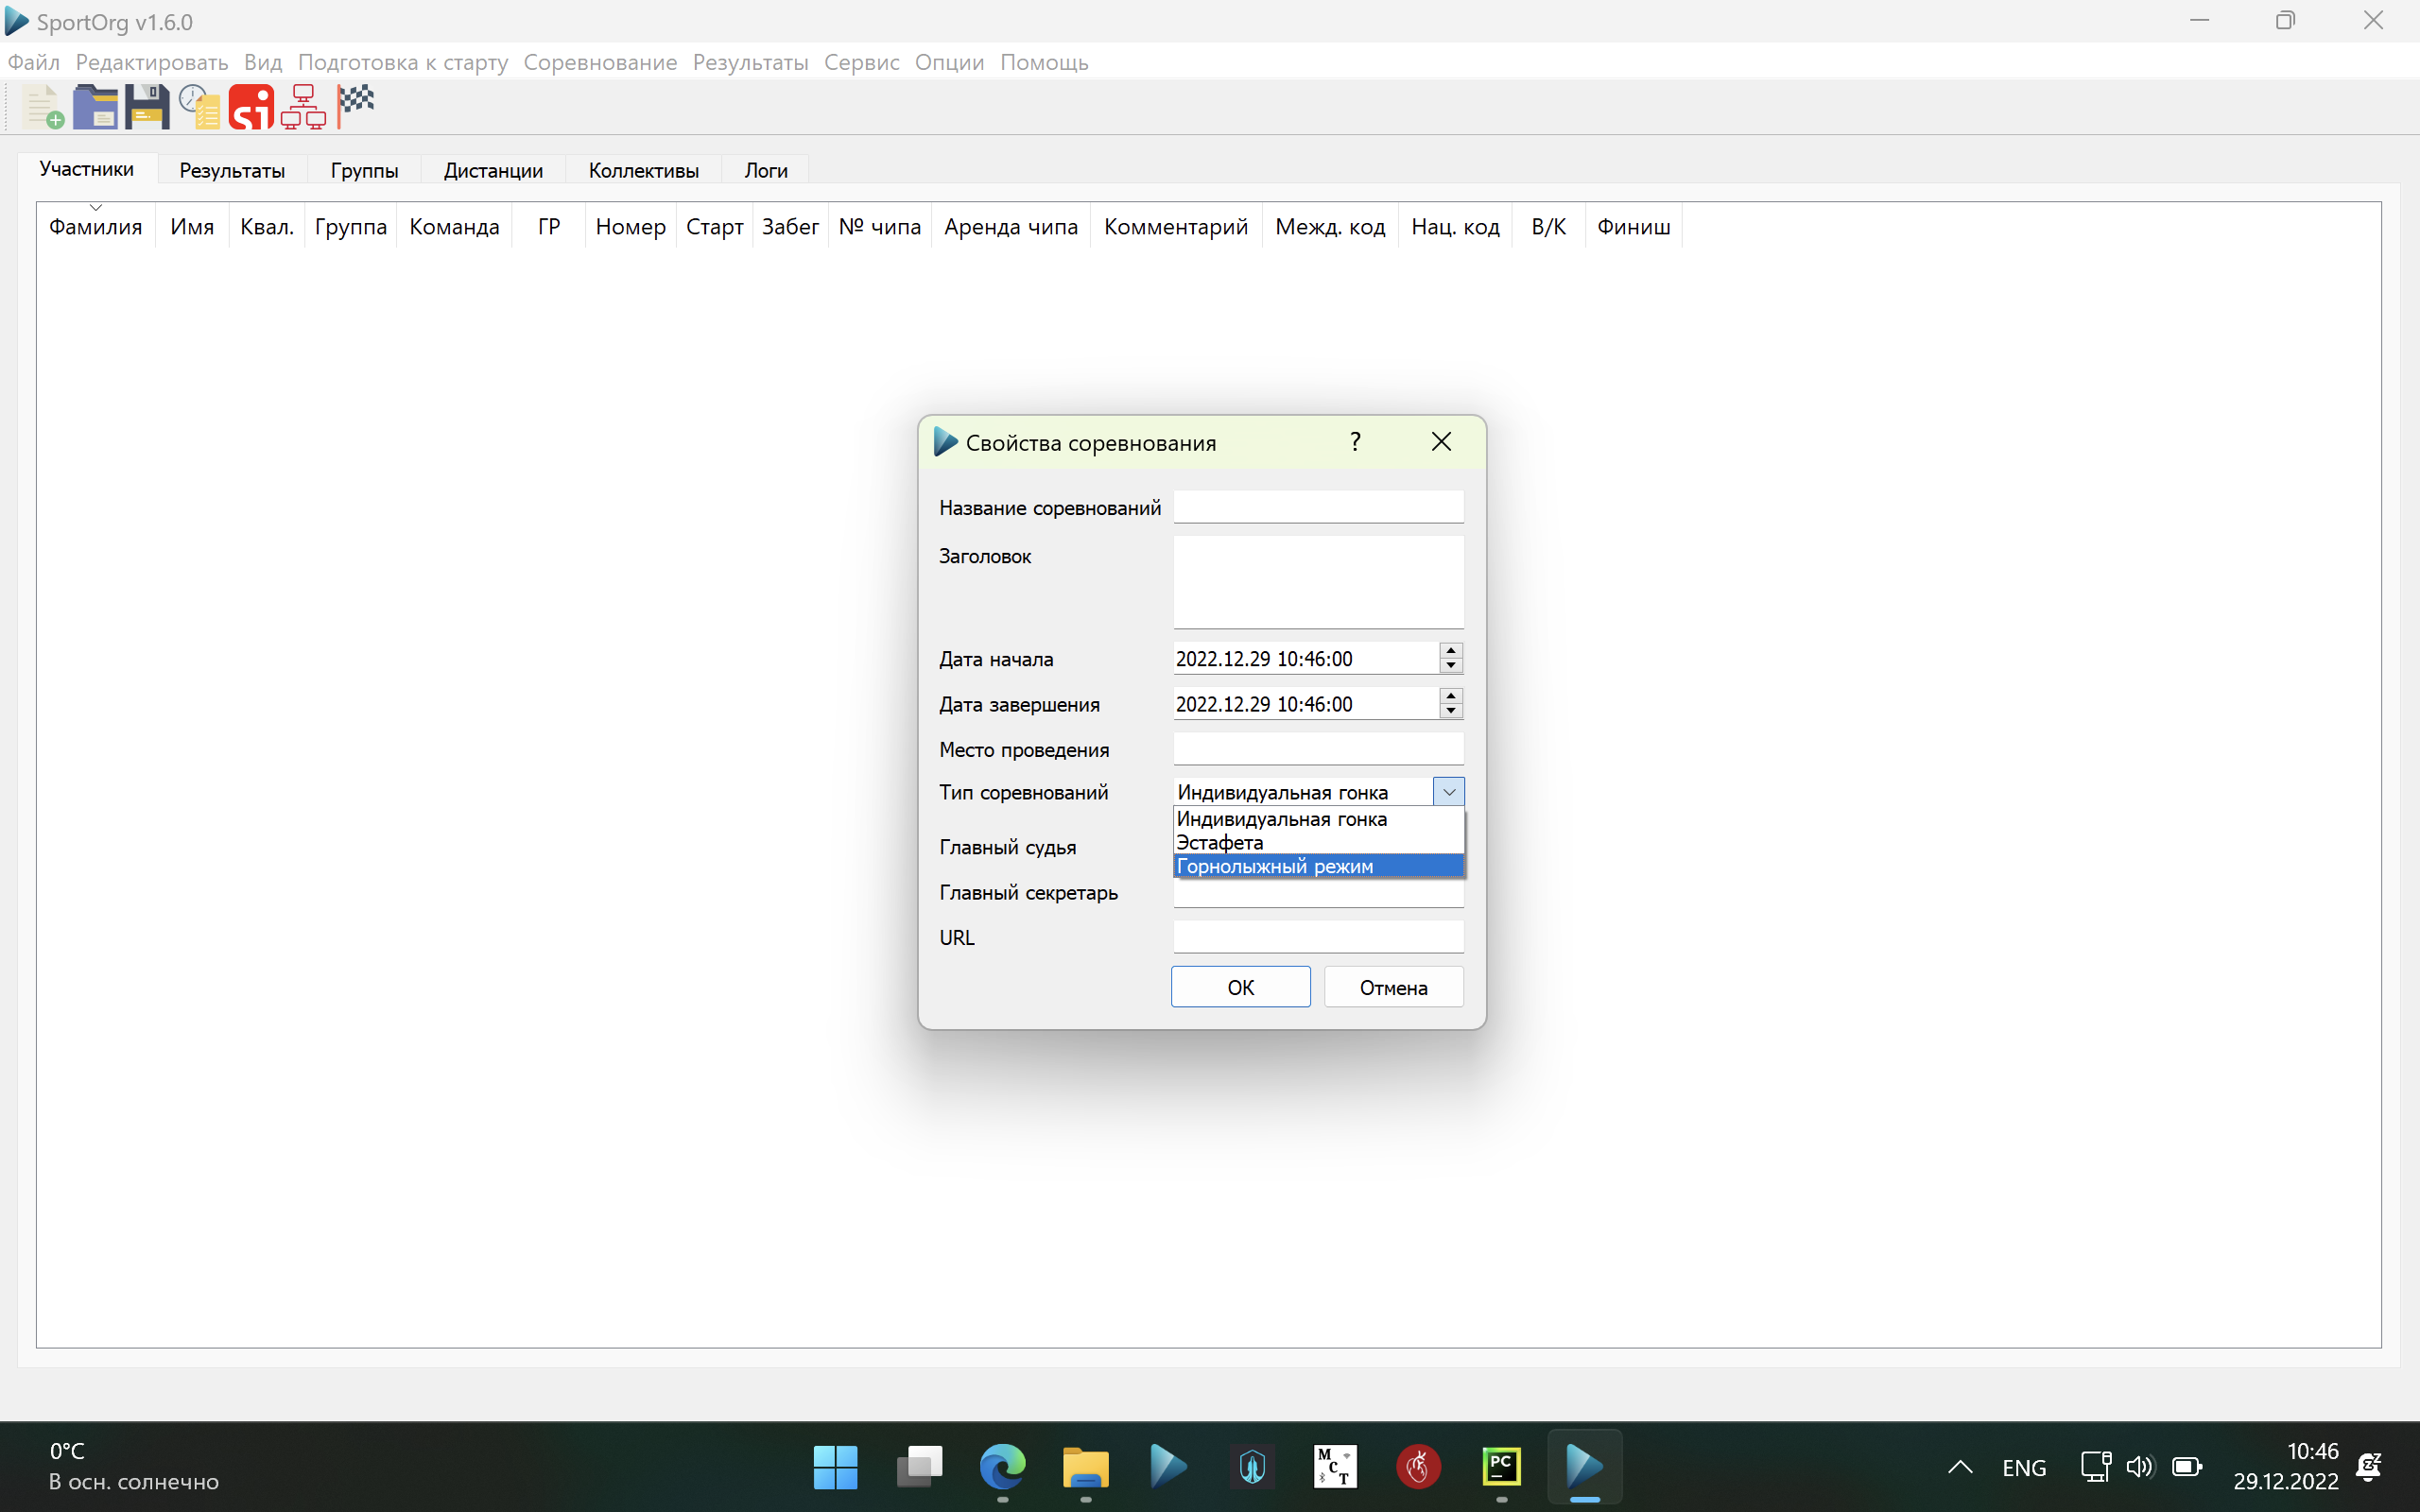 SportOrg v1.6.0
Файл Редактировать Вид Подготовка к старту Соревнование Результаты Сервис Опции Помощь
si
Участники Результаты Группы Дистанции Коллективы Логи
Фамилия Имя Квал. Группа Команда ГР Номер Старт Забег № чипа Аренда чипа Комментарий Межд. код Нац. код В/К Финиш
Свойства соревнования ?
Название соревнований
Заголовок
Дата начала 2022.12.29 10:46:00
Дата завершения 2022.12.29 10:46:00
Место проведения
Тип соревнований Индивидуальная гонка
Индивидуальная гонка
Эстафета
Главный судья
Горнолыжный режим
Главный секретарь
URL
OK Отмена
0°C
В осн. солнечно
MCT
PC
ENG
10:46
29.12.2022